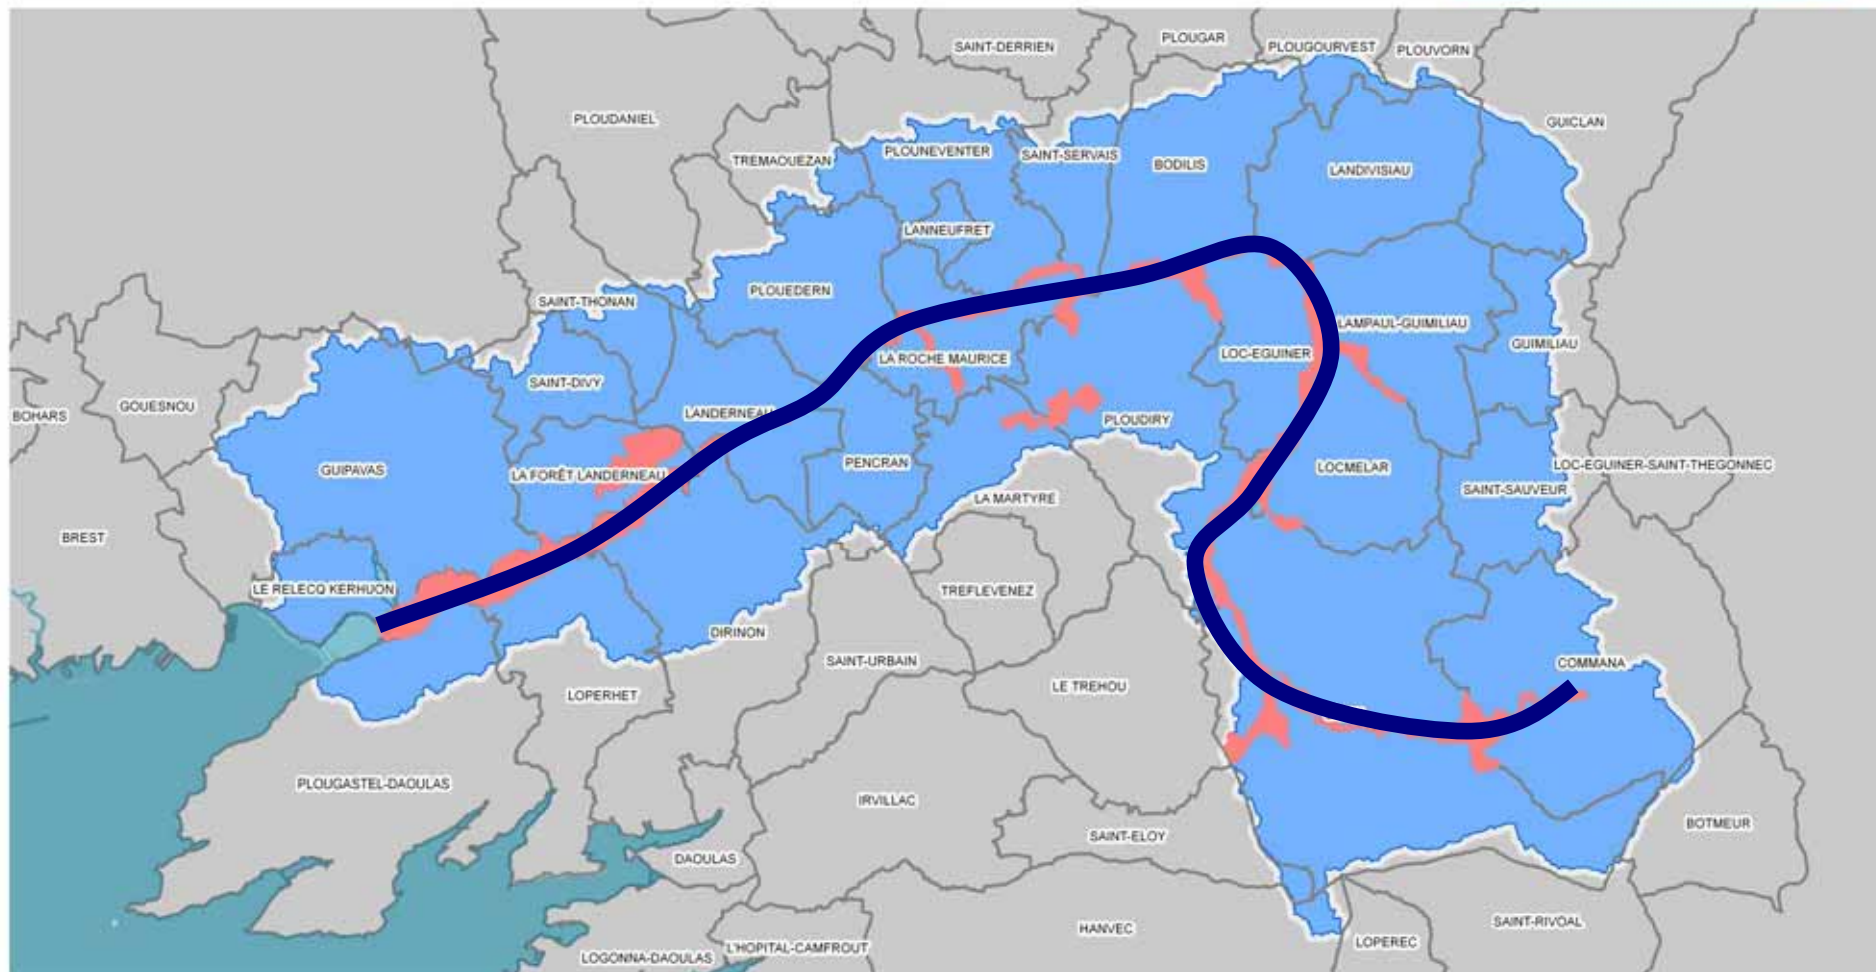 SAINT-DERRIEN
PLOUGAR
PLOUGOURVEST
PLOUVORN
PLOUDANIEL
GUICLAN
TREMAOUEZAN
PLOUNEVENTER
SAINT-SERVAIS
BODILIS
LANDIVISIAU
LANNEUFRET
PLOUEDERN
SAINT-THONAN
LAMPAUL-GUIMILIAU
GUIMILIAU
LA ROCHE MAURICE
LOC-EGUINER
SAINT-DIVY
GOUESNOU
BOHARS
LANDERNEAU
PLOUDIRY
GUIPAVAS
LA FORÊT LANDERNEAU
PENCRAN
LOCMELAR
LOC-EGUINER-SAINT-THEGONNEC
SAINT-SAUVEUR
LA MARTYRE
BREST
LE RELECQ KERHUON
TREFLEVENEZ
DIRINON
SAINT-URBAIN
COMMANA
LE TREHOU
LOPERHET
PLOUGASTEL-DAOULAS
IRVILLAC
SAINT-ELOY
BOTMEUR
DAOULAS
SAINT-RIVOAL
HANVEC
LOPEREC
L'HOPITAL-CAMFROUT
LOGONNA-DAOULAS